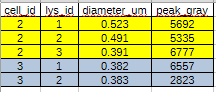 cell_id lys_id diameter_um peak_gray
2 1 0.523 5692
2 2 0.491 5335
2 3 0.391 6777
3 1 0.382 6557
3 2 0.383 2823